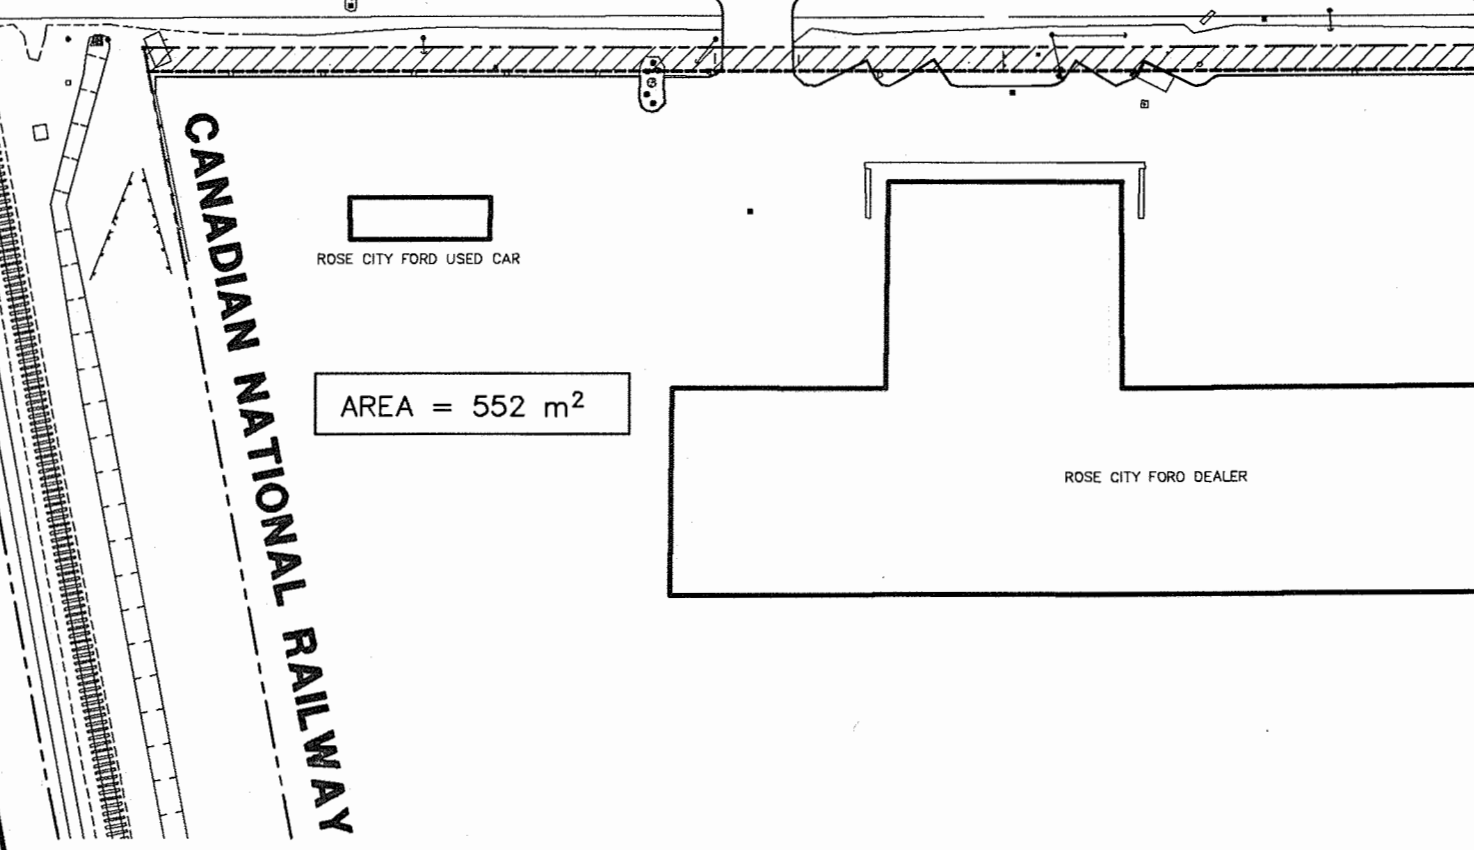 CANADIAN NATIONAL RAILWAY
ROSE CITY FORD USED CAR
AREA = 552 m²
ROSE CITY FORD DEALER